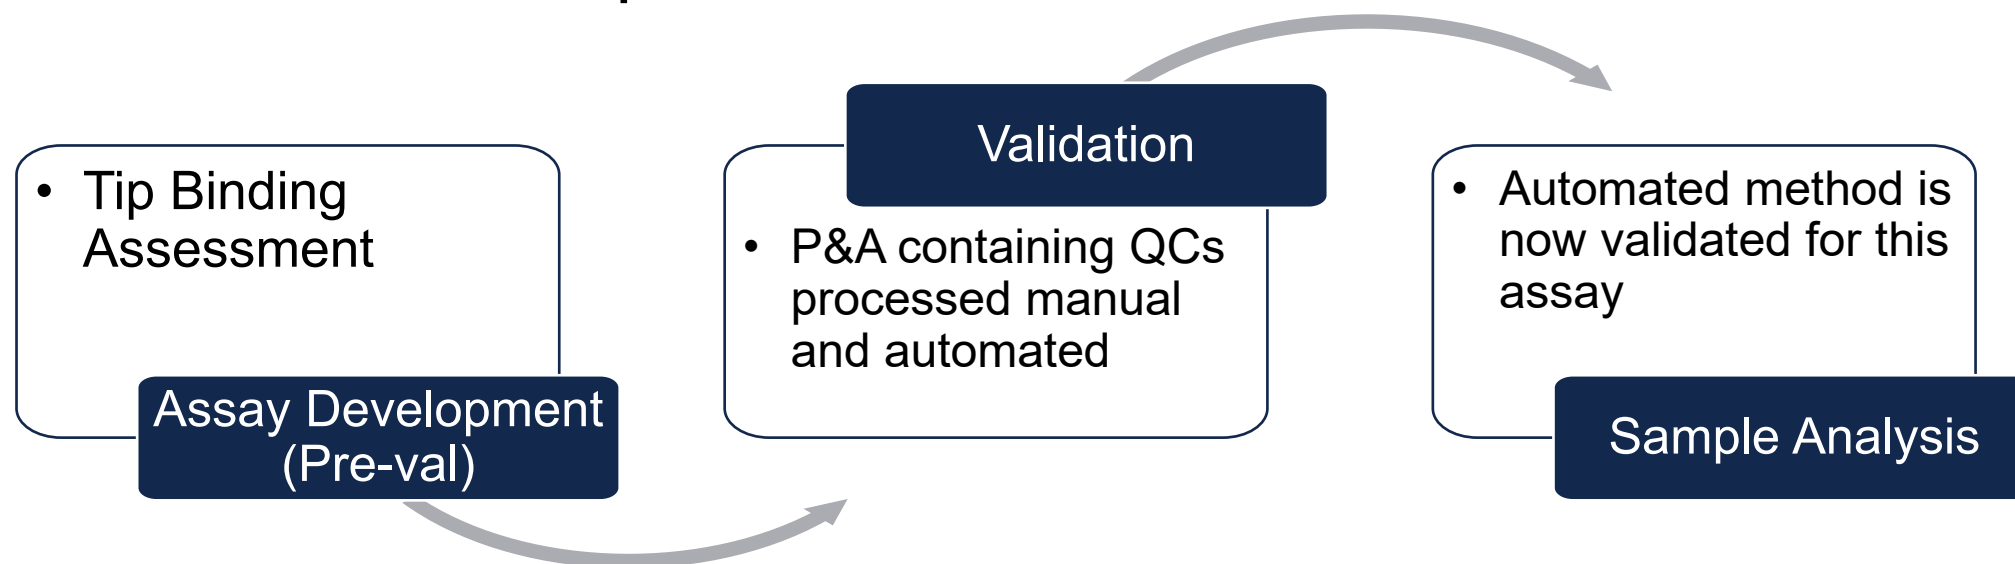 • Tip Binding
Assessment
Assay Development
(Pre-val)
Validation
• P&A containing QCs
processed manual
and automated
• Automated method is
now validated for this
assay
Sample Analysis